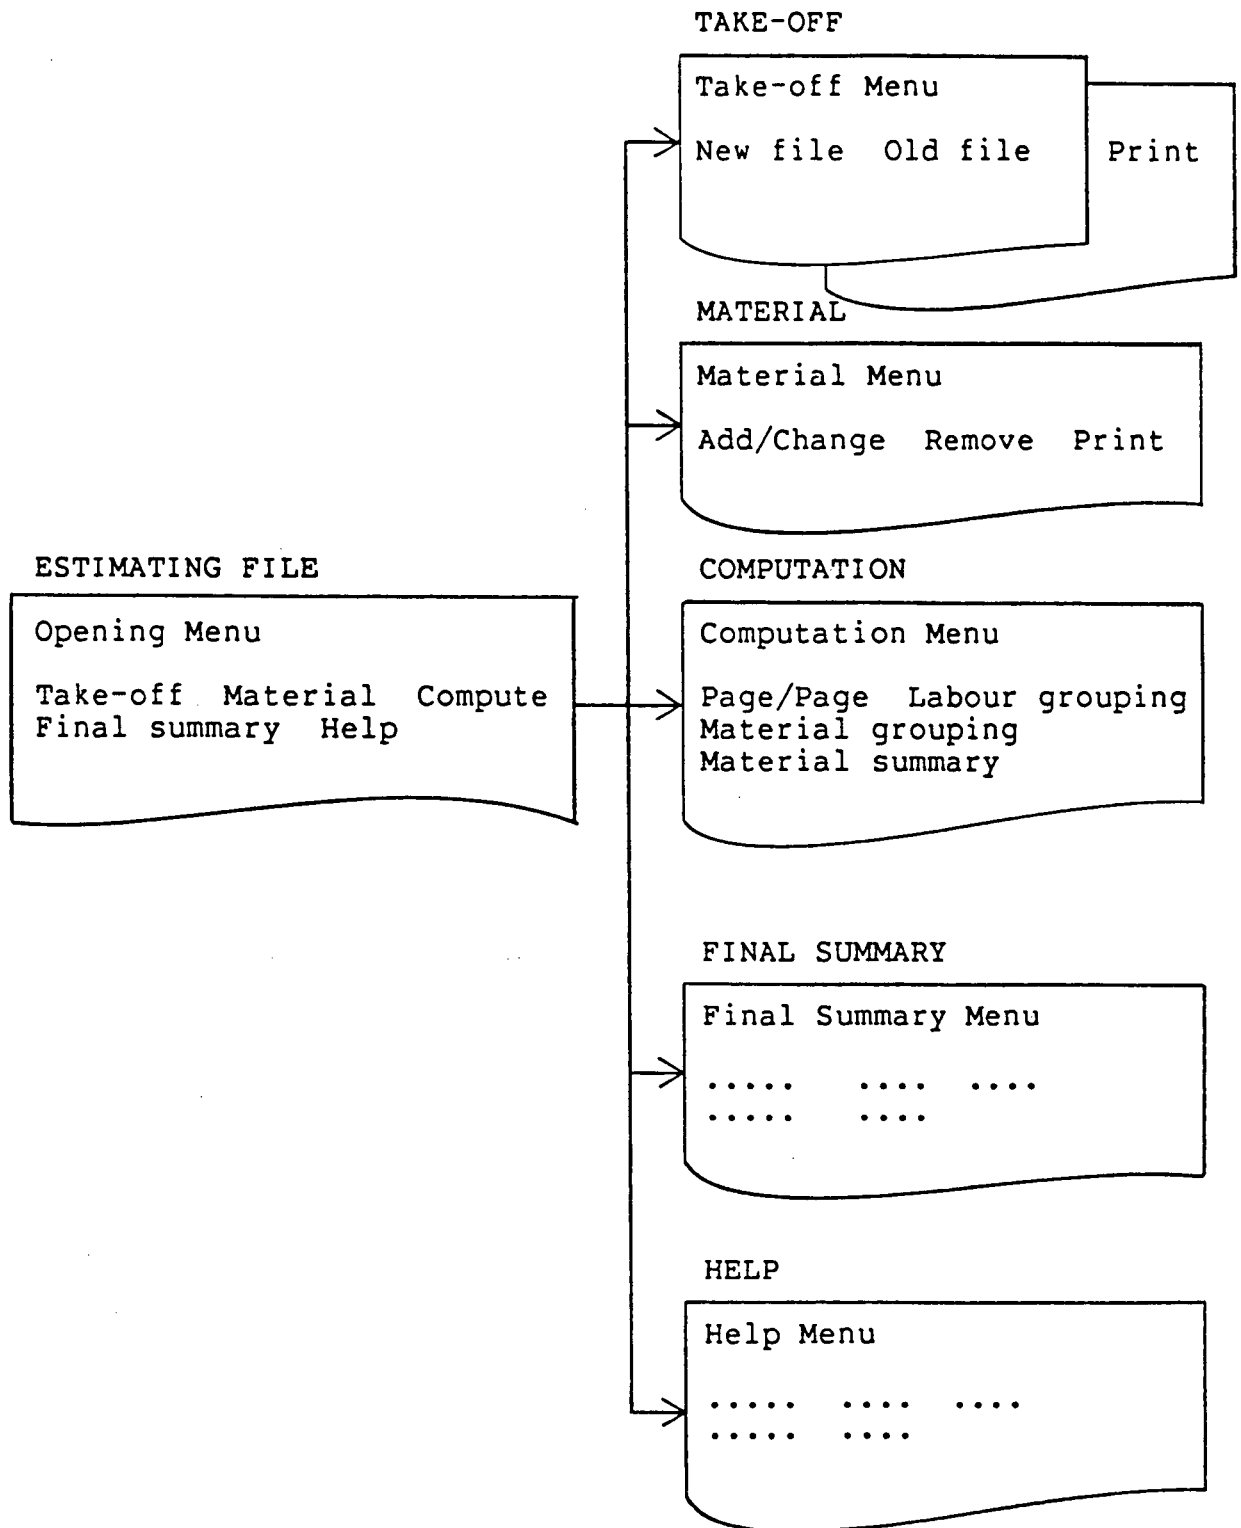 TAKE-OFF
Take-off Menu
New file Old file Print
MATERIAL
Material Menu
Add/Change Remove Print
ESTIMATING FILE
Opening Menu
Take-off Material Compute
Final summary Help
COMPUTATION
Computation Menu
Page/Page Labour grouping
Material grouping
Material summary
FINAL SUMMARY
Final Summary Menu
..... .... ....
..... ....
HELP
Help Menu
..... .... ....
..... ....